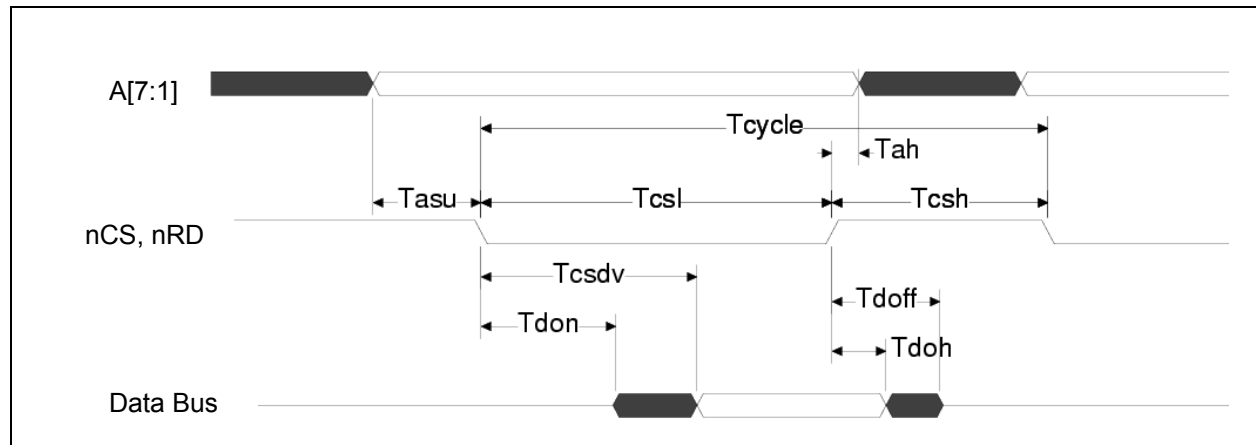 A[7:1]
Tcycle
Tah
Tasu
Tcsl
Tcsh
nCS, nRD
Tcsdv
Tdoff
Tdon
Tdoh
Data Bus